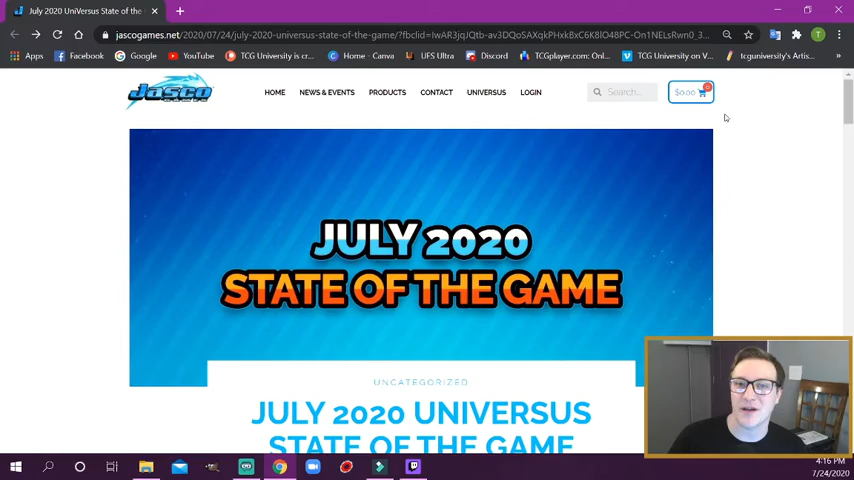 July 2020 UniVersus State of the
jascogames.net/2020/07/24/july-2020-universus-state-of-the-game/?fbclid=IwAR3jqJQtb-av3DQoSAXqkPHxkBxC6K8IO48PC-On1NELsRwn0_3...
Apps Facebook Google YouTube TCG University is cr... Home - Canva UFS Ultra Discord TCGplayer.com: Onl... TCG University on V... tcguniversity's Artis... »
JASCO
GAMES
HOME NEWS & EVENTS PRODUCTS CONTACT UNIVERSUS LOGIN Search... $0.00 0
JULY 2020
STATE OF THE GAME
UNCATEGORIZED
JULY 2020 UNIVERSUS
STATE OF THE GAME
4:16 PM
7/24/2020